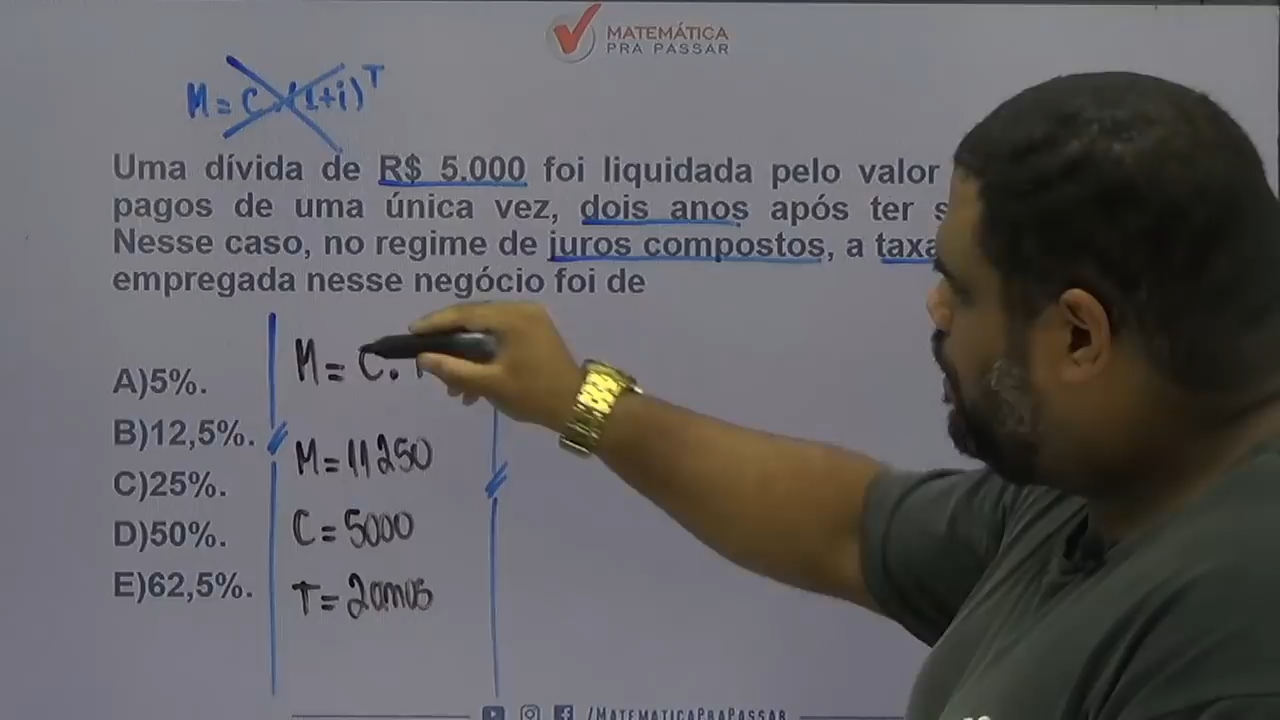 MATEMÁTICA
PRA PASSAR
M = C.(1+i)^T
Uma dívida de R$ 5.000 foi liquidada pelo valor
pagos de uma única vez, dois anos após ter
Nesse caso, no regime de juros compostos, a taxa
empregada nesse negócio foi de
A)5%.
B)12,5%.
C)25%.
D)50%.
E)62,5%.
M = C.
M = 11250
C = 5000
T = 2 anos
/MATEMATICAPRAPASSAR